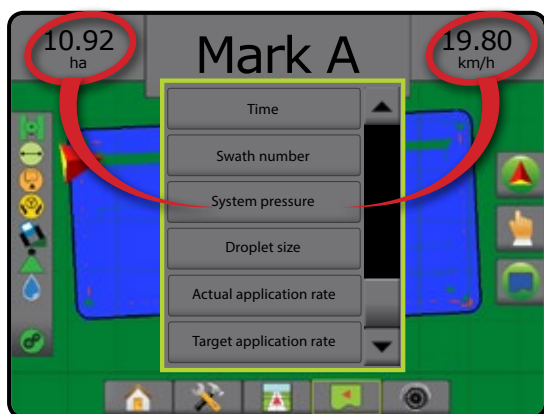 10.92
ha
Mark A
19.80
km/h
Time
Swath number
System pressure
Droplet size
Actual application rate
Target application rate